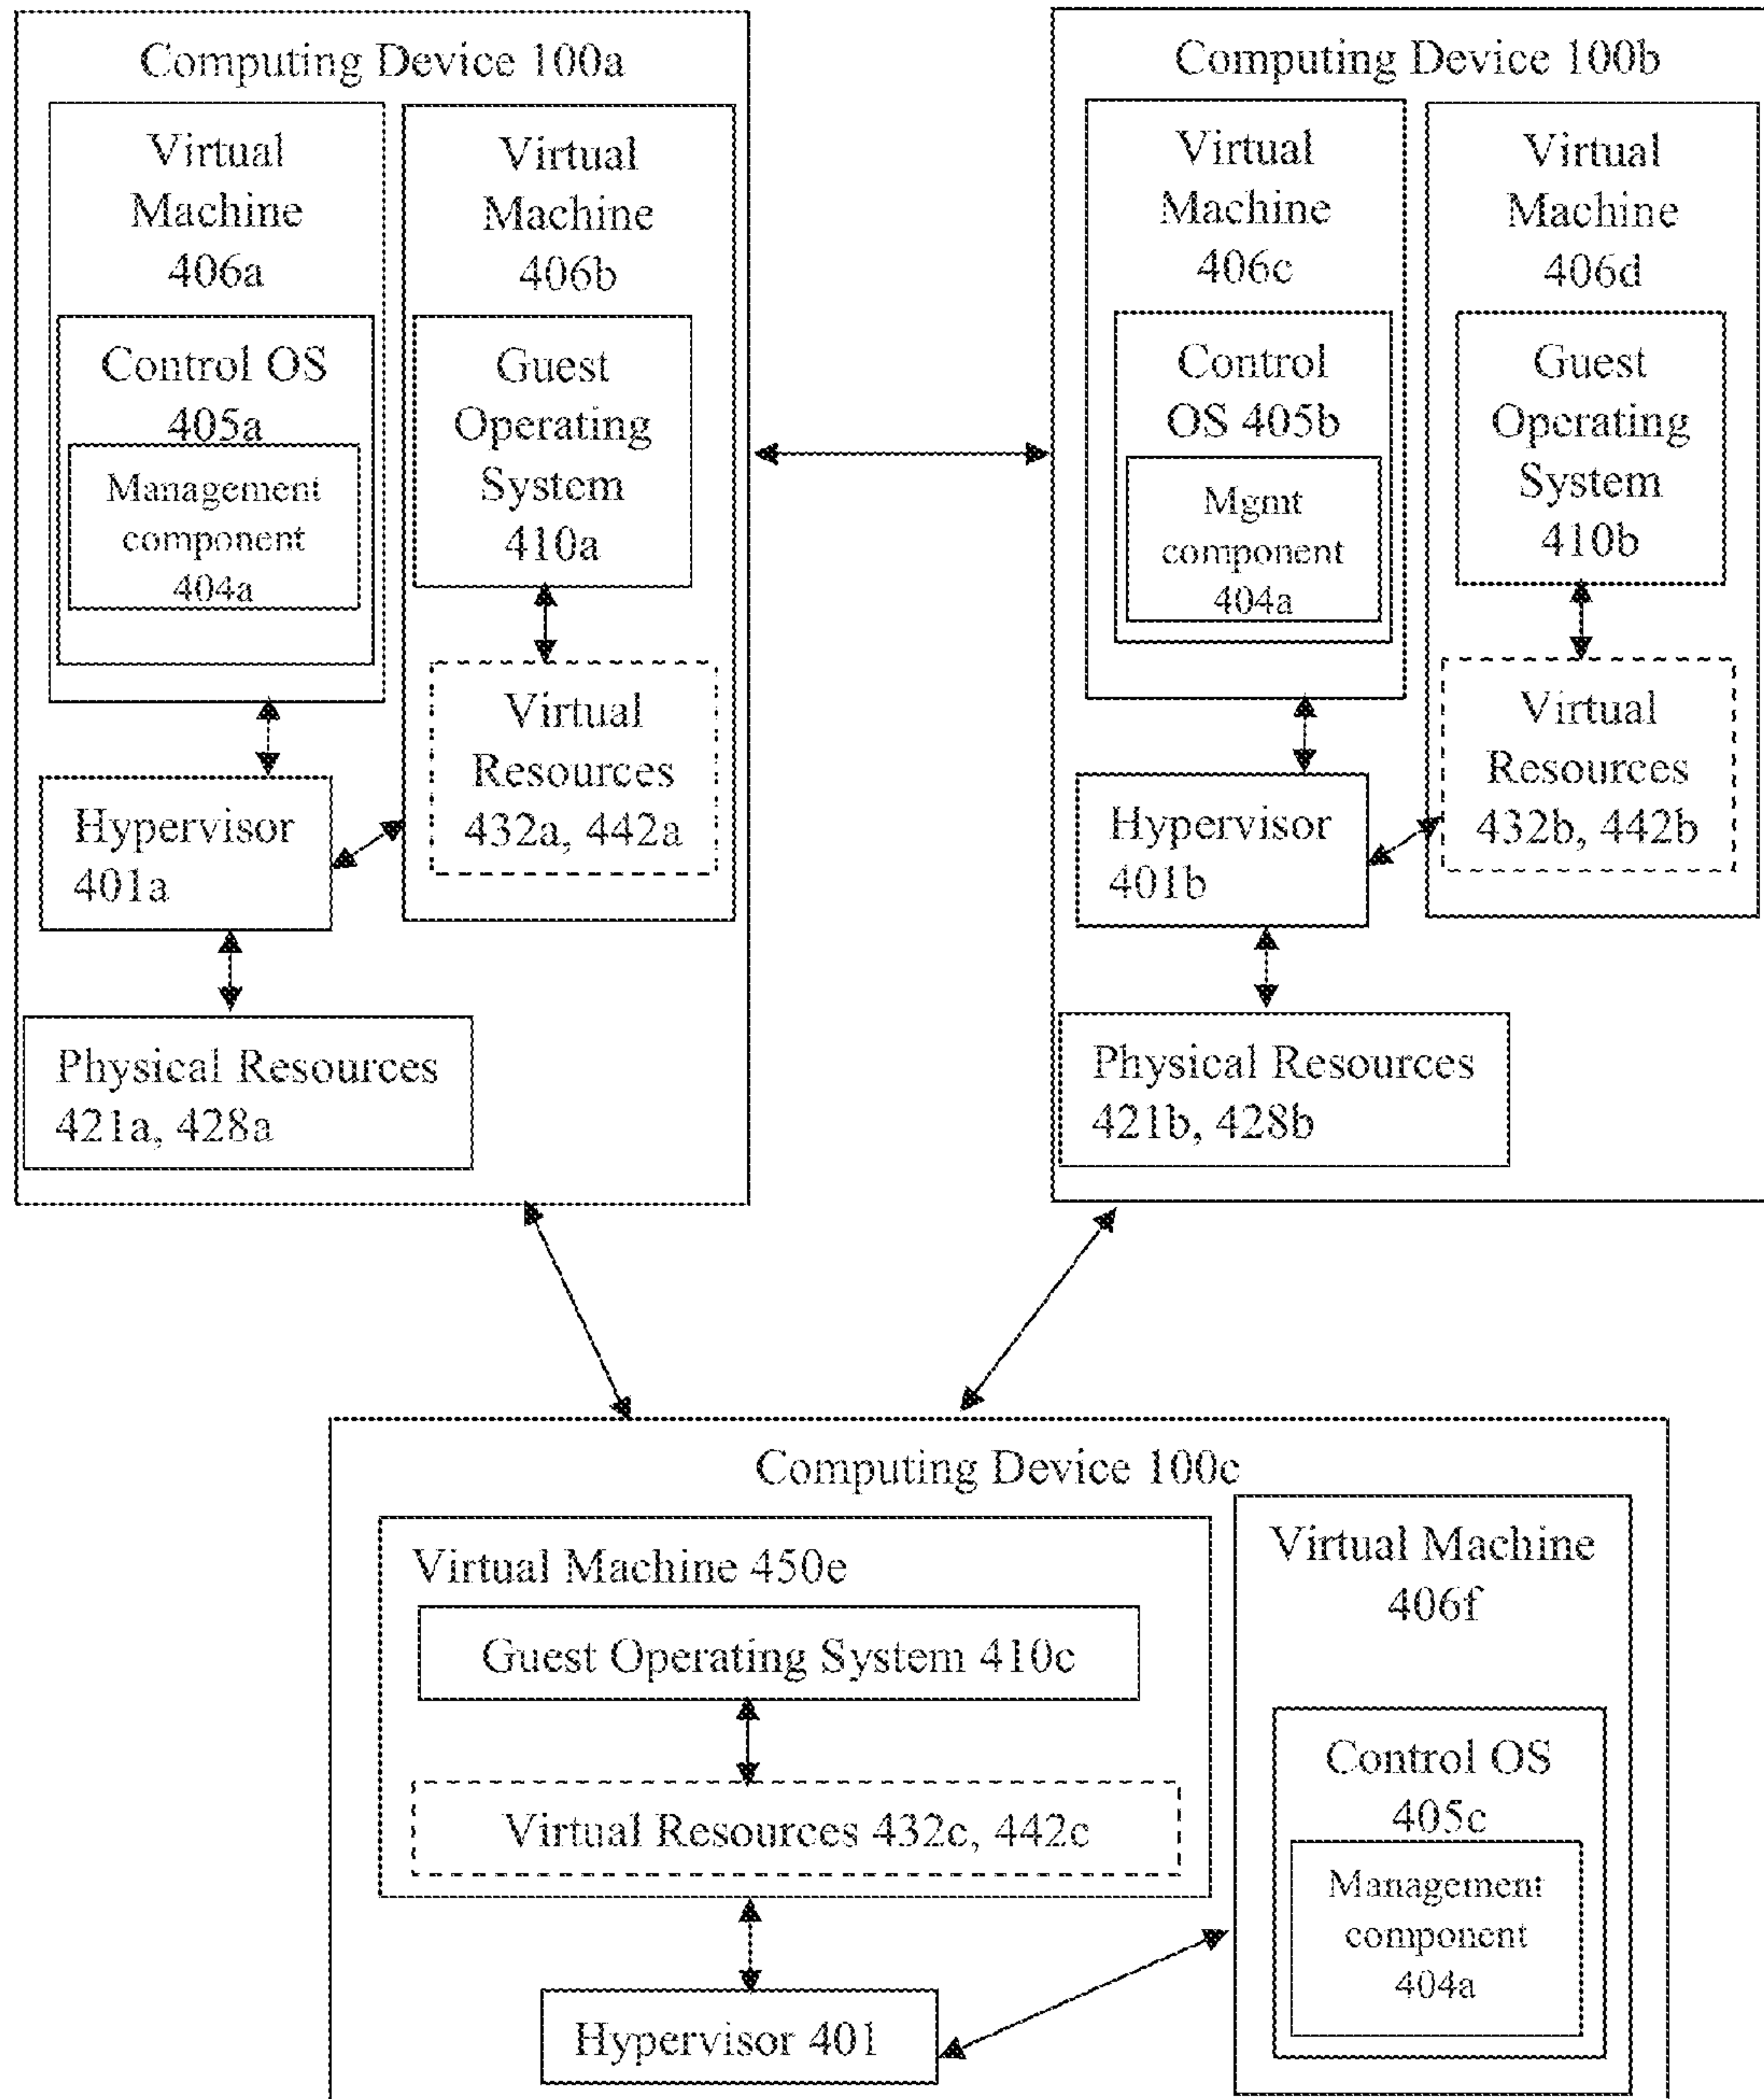 Computing Device 100a
Virtual
Machine
406a
Control OS
405a
Management
component
404a
Virtual
Machine
406b
Guest
Operating
System
410a
Virtual
Resources
432a, 442a
Hypervisor
401a
Physical Resources
421a, 428a
Computing Device 100b
Virtual
Machine
406c
Control
OS 405b
Mgmt
component
404a
Virtual
Machine
406d
Guest
Operating
System
410b
Virtual
Resources
432b, 442b
Hypervisor
401b
Physical Resources
421b, 428b
Computing Device 100c
Virtual Machine 450e
Guest Operating System 410c
Virtual Resources 432c, 442c
Hypervisor 401
Virtual Machine
406f
Control OS
405c
Management
component
404a